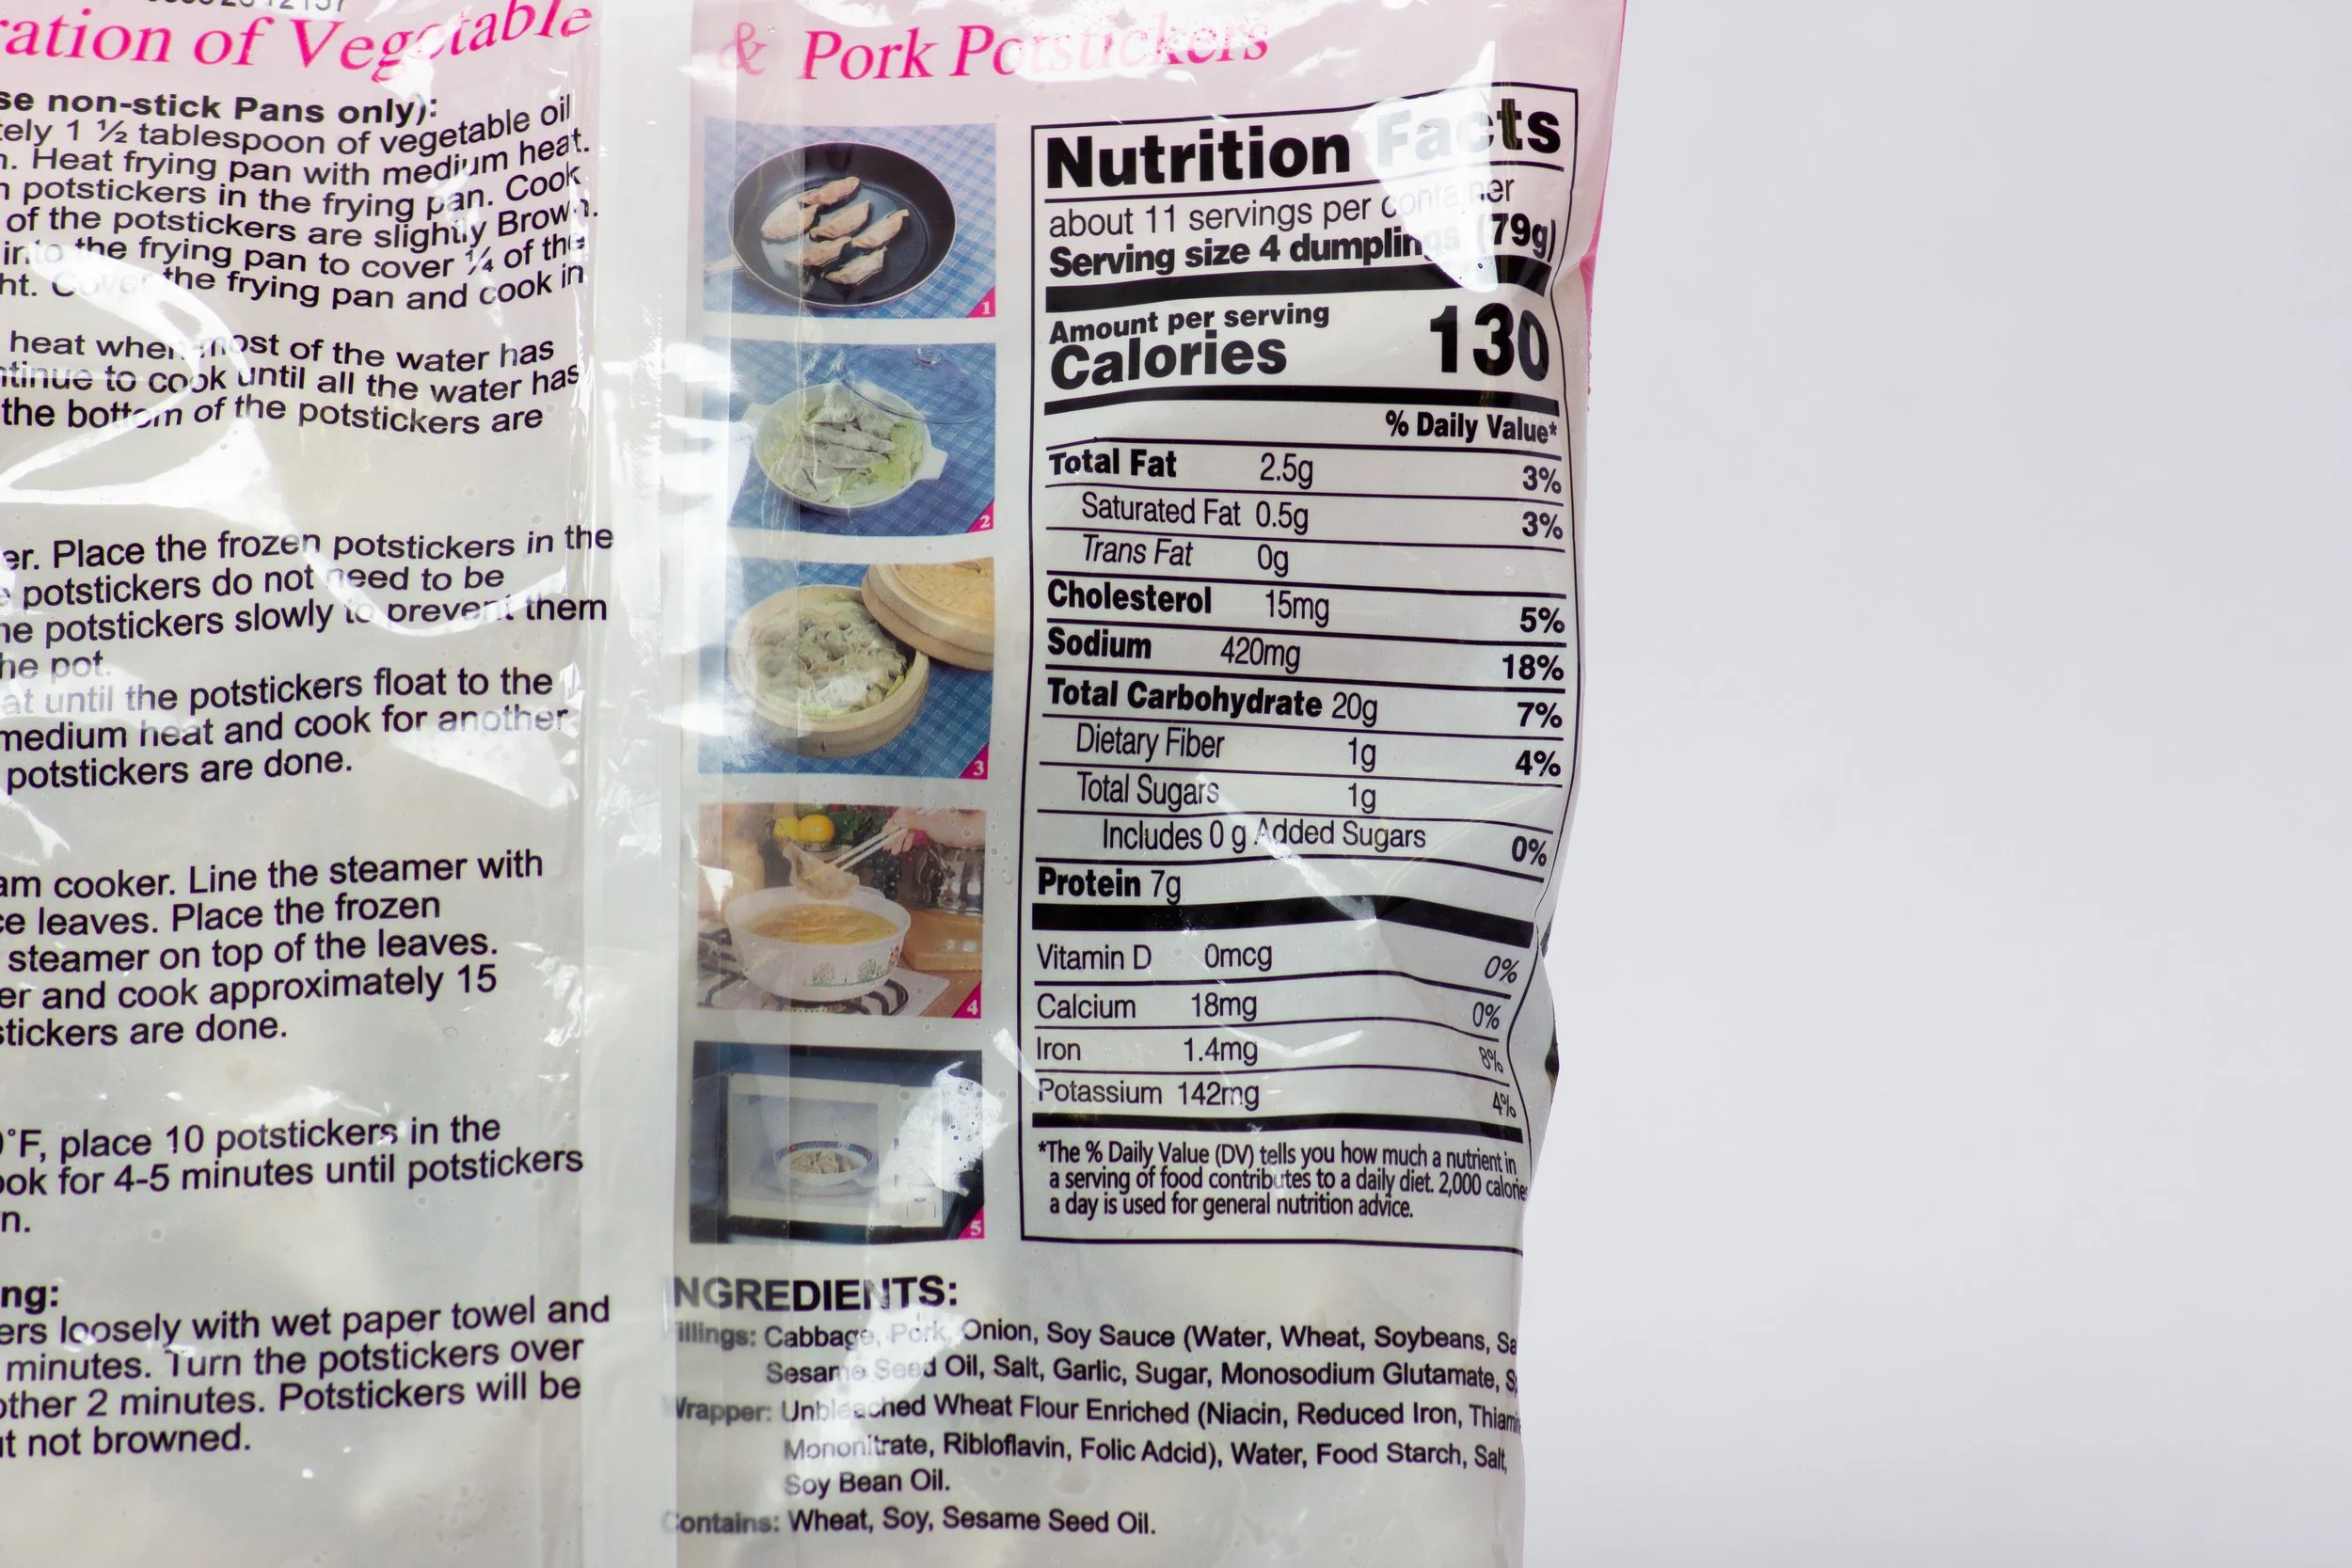 ration of Vegetable & Pork Potstickers
se non-stick Pans only):
tely 1 ½ tablespoon of vegetable oil
n. Heat frying pan with medium heat.
n potstickers in the frying pan. Cook
of the potstickers are slightly Brown.
into the frying pan to cover ¼ of the
ht. Cover the frying pan and cook in
heat when most of the water has
ntinue to cook until all the water has
the bottom of the potstickers are
er. Place the frozen potstickers in the
potstickers do not need to be
he potstickers slowly to prevent them
he pot.
at until the potstickers float to the
medium heat and cook for another
potstickers are done.
am cooker. Line the steamer with
ce leaves. Place the frozen
steamer on top of the leaves.
er and cook approximately 15
stickers are done.
0°F, place 10 potstickers in the
ook for 4-5 minutes until potstickers
n.
ng:
ers loosely with wet paper towel and
minutes. Turn the potstickers over
other 2 minutes. Potstickers will be
ut not browned.
1
2
3
4
5
Nutrition Facts
about 11 servings per container
Serving size 4 dumplings (79g)
Amount per serving
Calories 130
% Daily Value*
Total Fat 2.5g 3%
Saturated Fat 0.5g 3%
Trans Fat 0g
Cholesterol 15mg 5%
Sodium 420mg 18%
Total Carbohydrate 20g 7%
Dietary Fiber 1g 4%
Total Sugars 1g
Includes 0 g Added Sugars 0%
Protein 7g
Vitamin D 0mcg 0%
Calcium 18mg 0%
Iron 1.4mg 8%
Potassium 142mg 4%
*The % Daily Value (DV) tells you how much a nutrient in
a serving of food contributes to a daily diet. 2,000 calories
a day is used for general nutrition advice.
INGREDIENTS:
Fillings: Cabbage, Pork, Onion, Soy Sauce (Water, Wheat, Soybeans, Sa
Sesame Seed Oil, Salt, Garlic, Sugar, Monosodium Glutamate, S
Wrapper: Unbleached Wheat Flour Enriched (Niacin, Reduced Iron, Thiami
Mononitrate, Ribloflavin, Folic Adcid), Water, Food Starch, Salt,
Soy Bean Oil.
Contains: Wheat, Soy, Sesame Seed Oil.